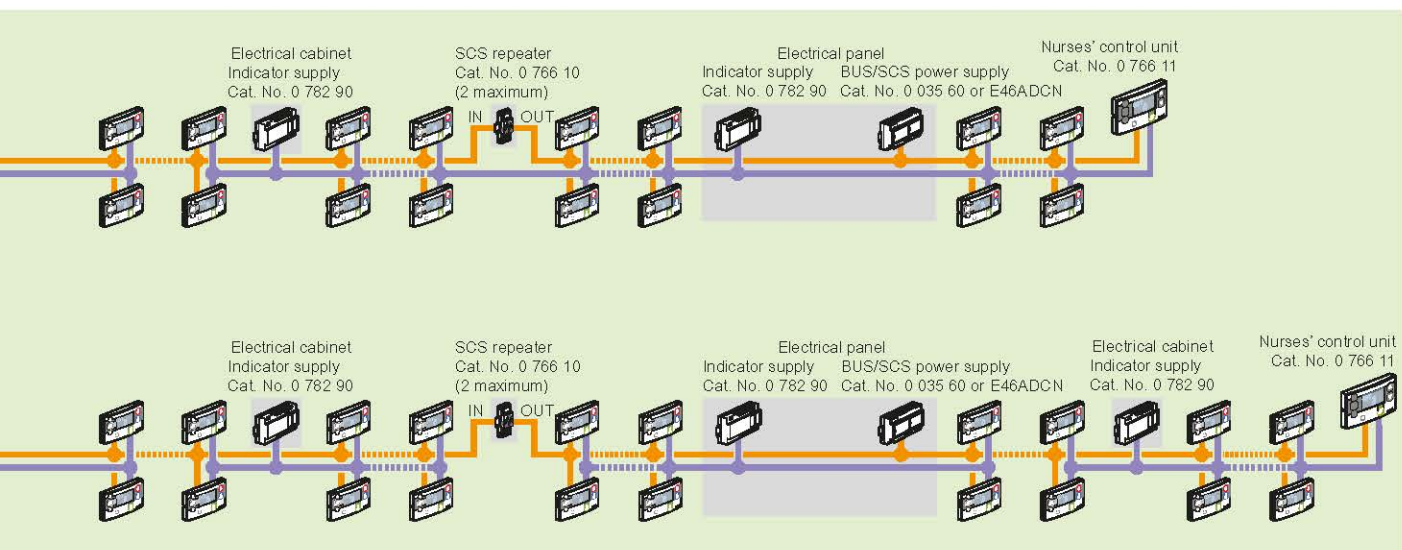 Electrical cabinet
Indicator supply
Cat. No. 0 782 90
SCS repeater
Cat. No. 0 766 10
(2 maximum)
IN OUT
Electrical panel
Indicator supply
Cat. No. 0 782 90
BUS/SCS power supply
Cat. No. 0 035 60 or E46ADCN
Nurses' control unit
Cat. No. 0 766 11
Electrical cabinet
Indicator supply
Cat. No. 0 782 90
SCS repeater
Cat. No. 0 766 10
(2 maximum)
IN OUT
Electrical panel
Indicator supply
Cat. No. 0 782 90
BUS/SCS power supply
Cat. No. 0 035 60 or E46ADCN
Electrical cabinet
Indicator supply
Cat. No. 0 782 90
Nurses' control unit
Cat. No. 0 766 11